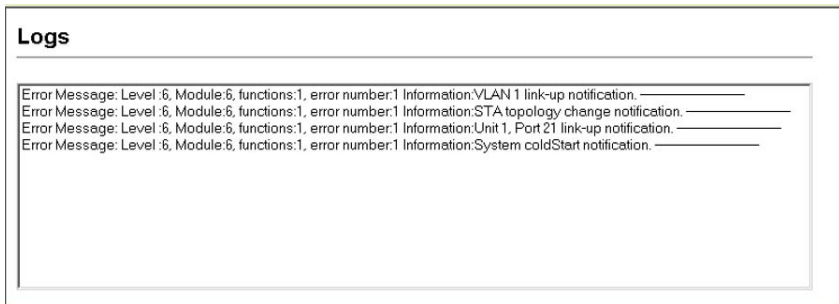 Logs
Error Message: Level :6, Module:6, functions:1, error number:1 Information:VLAN 1 link-up notification.
Error Message: Level :6, Module:6, functions:1, error number:1 Information:STA topology change notification.
Error Message: Level :6, Module:6, functions:1, error number:1 Information:Unit 1, Port 21 link-up notification.
Error Message: Level :6, Module:6, functions:1, error number:1 Information:System coldStart notification.